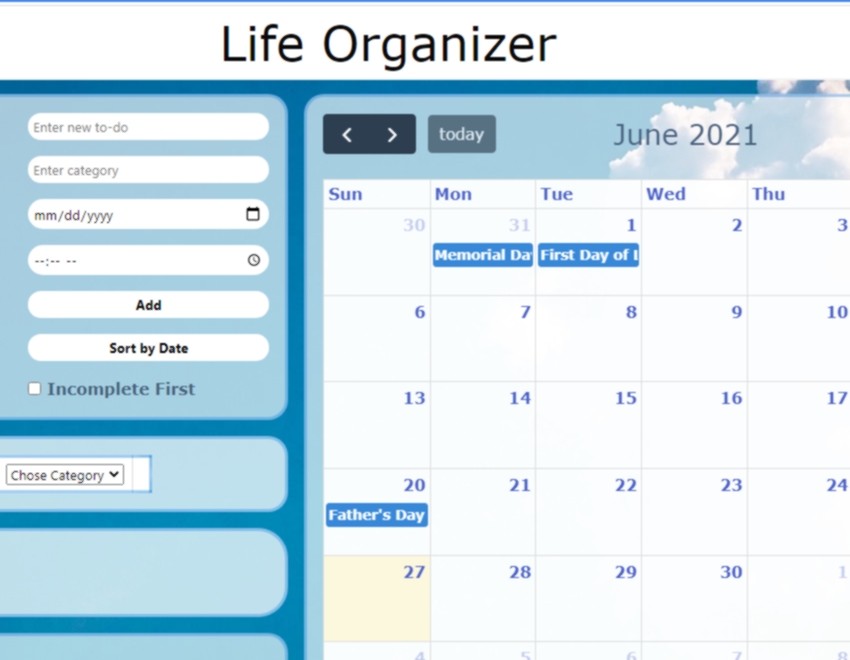 Life Organizer
Enter new to-do
Enter category
mm/dd/yyyy
--:-- --
Add
Sort by Date
Incomplete First
Chose Category
today
June 2021
Sun Mon Tue Wed Thu
30 31 1 2 3
Memorial Da First Day of
6 7 8 9 10
13 14 15 16 17
20 21 22 23 24
Father's Day
27 28 29 30 1
4 5 6 7 8